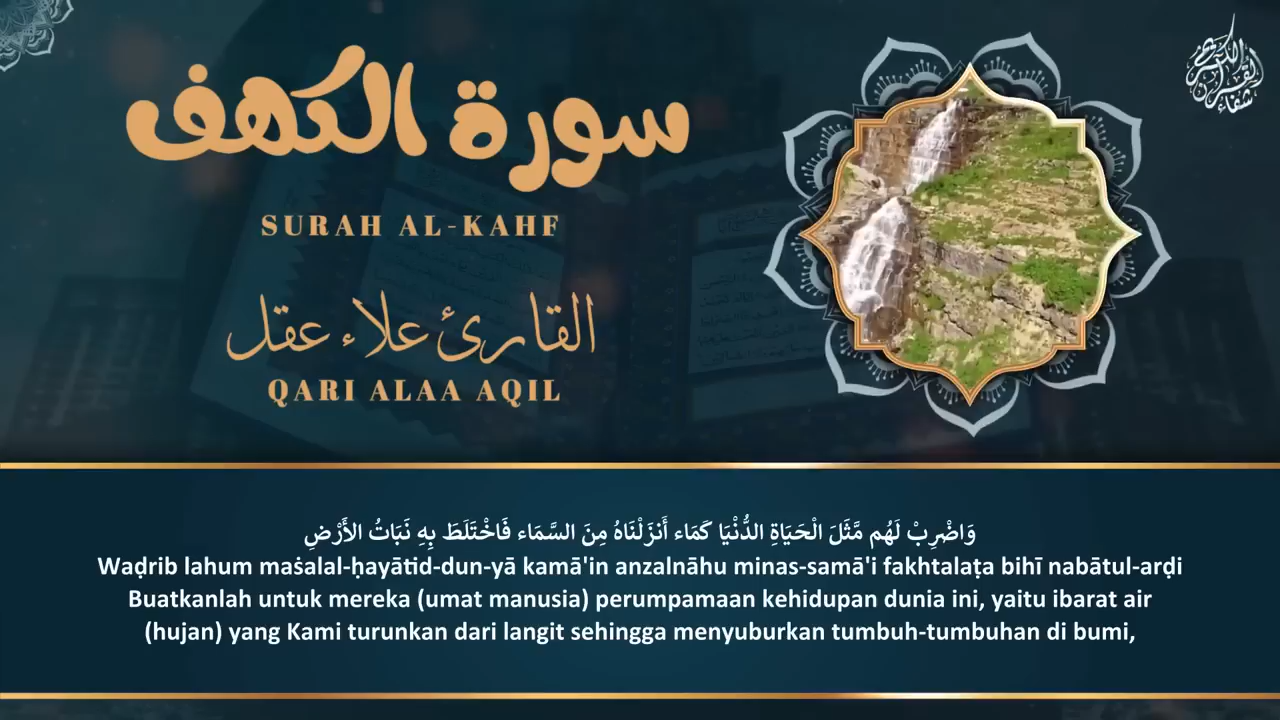 سورة الكهف
SURAH AL-KAHF
القارئ علاء عقل
QARI ALAA AQIL
وَاضْرِبْ لَهُم مَّثَلَ الْحَيَاةِ الدُّنْيَا كَمَاء أَنزَلْنَاهُ مِنَ السَّمَاء فَاخْتَلَطَ بِهِ نَبَاتُ الأَرْضِ
Waḍrib lahum maṡalal-ḥayātid-dun-yā kamā'in anzalnāhu minas-samā'i fakhtalaṭa bihī nabātul-arḍi
Buatkanlah untuk mereka (umat manusia) perumpamaan kehidupan dunia ini, yaitu ibarat air
(hujan) yang Kami turunkan dari langit sehingga menyuburkan tumbuh-tumbuhan di bumi,